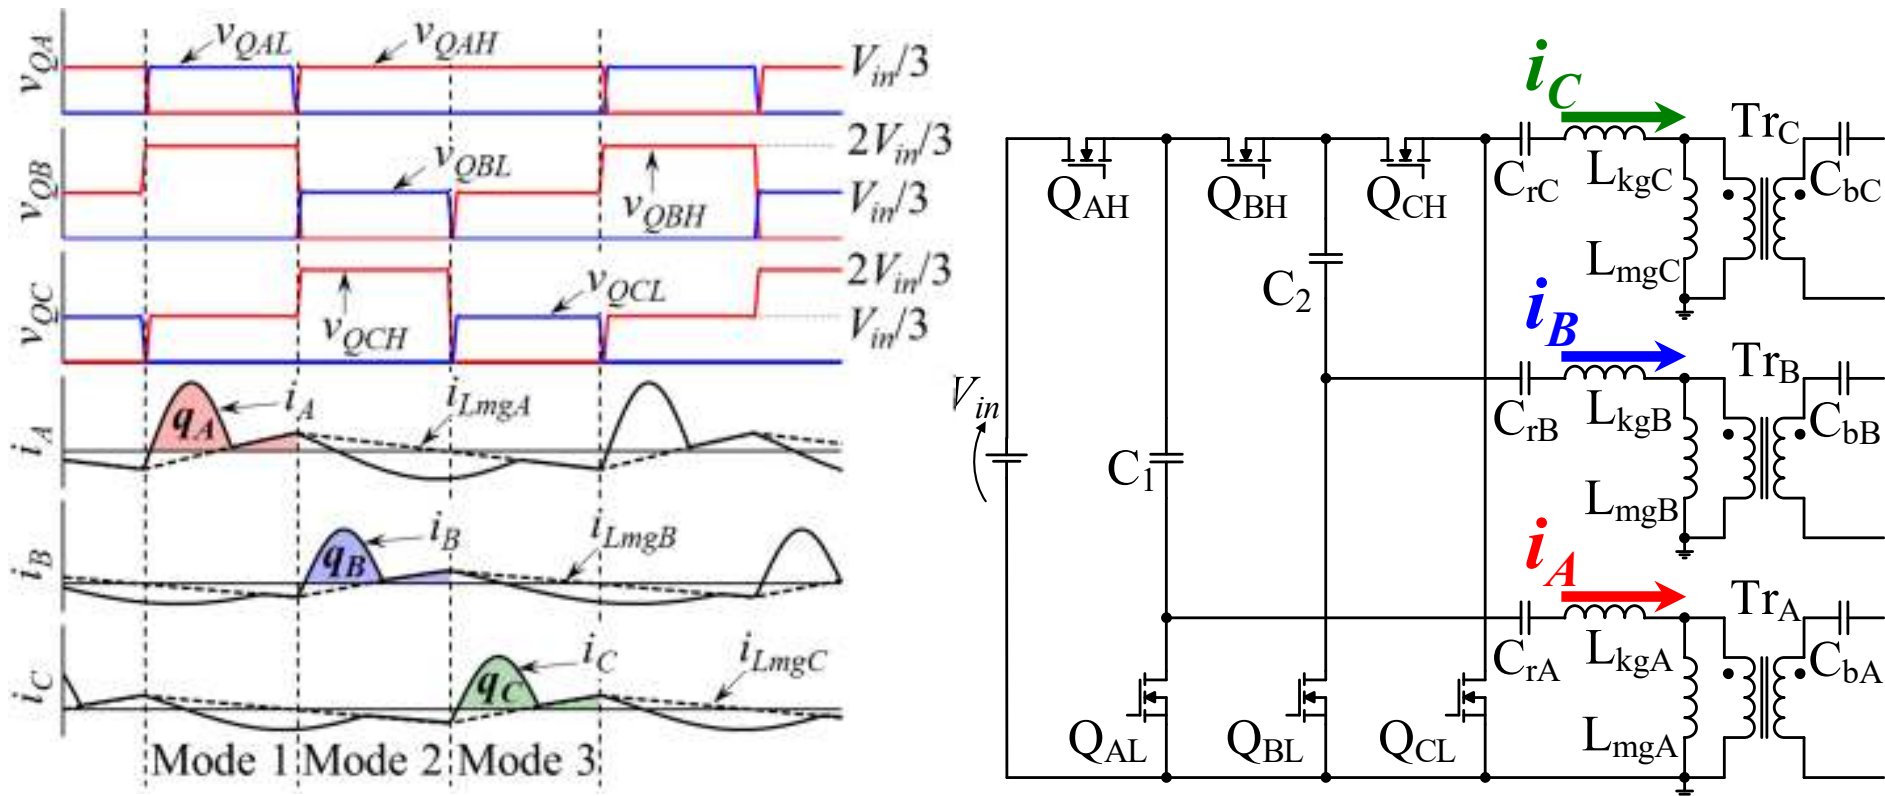 v_QA
v_QAL
v_QAH
V_in/3
v_QB
v_QBL
v_QBH
2V_in/3
V_in/3
v_QC
v_QCH
v_QCL
2V_in/3
V_in/3
i_A
q_A
i_A
i_LmgA
i_B
q_B
i_B
i_LmgB
i_C
q_C
i_C
i_LmgC
Mode 1
Mode 2
Mode 3
i_C
Tr_C
Q_AH
Q_BH
Q_CH
C_rC
L_kgC
C_bC
L_mgC
C_2
i_B
Tr_B
V_in
C_rB
L_kgB
C_bB
C_1
L_mgB
i_A
Tr_A
C_rA
L_kgA
C_bA
Q_AL
Q_BL
Q_CL
L_mgA